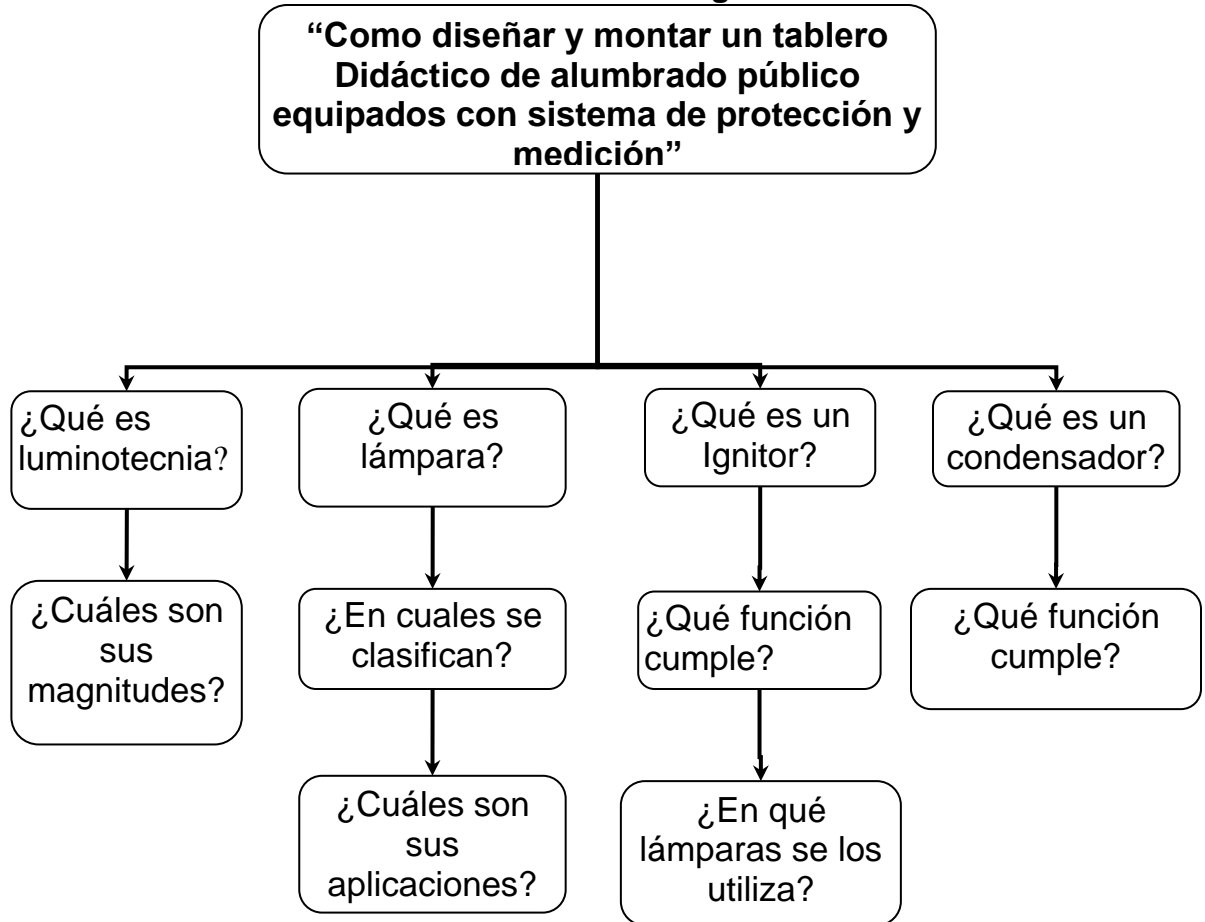 “Como diseñar y montar un tablero
Didáctico de alumbrado público
equipados con sistema de protección y
medición”
¿Qué es
luminotecnia?
¿Qué es
lámpara?
¿Qué es un
Ignitor?
¿Qué es un
condensador?
¿Cuáles son
sus
magnitudes?
¿En cuales se
clasifican?
¿Qué función
cumple?
¿Qué función
cumple?
¿Cuáles son
sus
aplicaciones?
¿En qué
lámparas se los
utiliza?